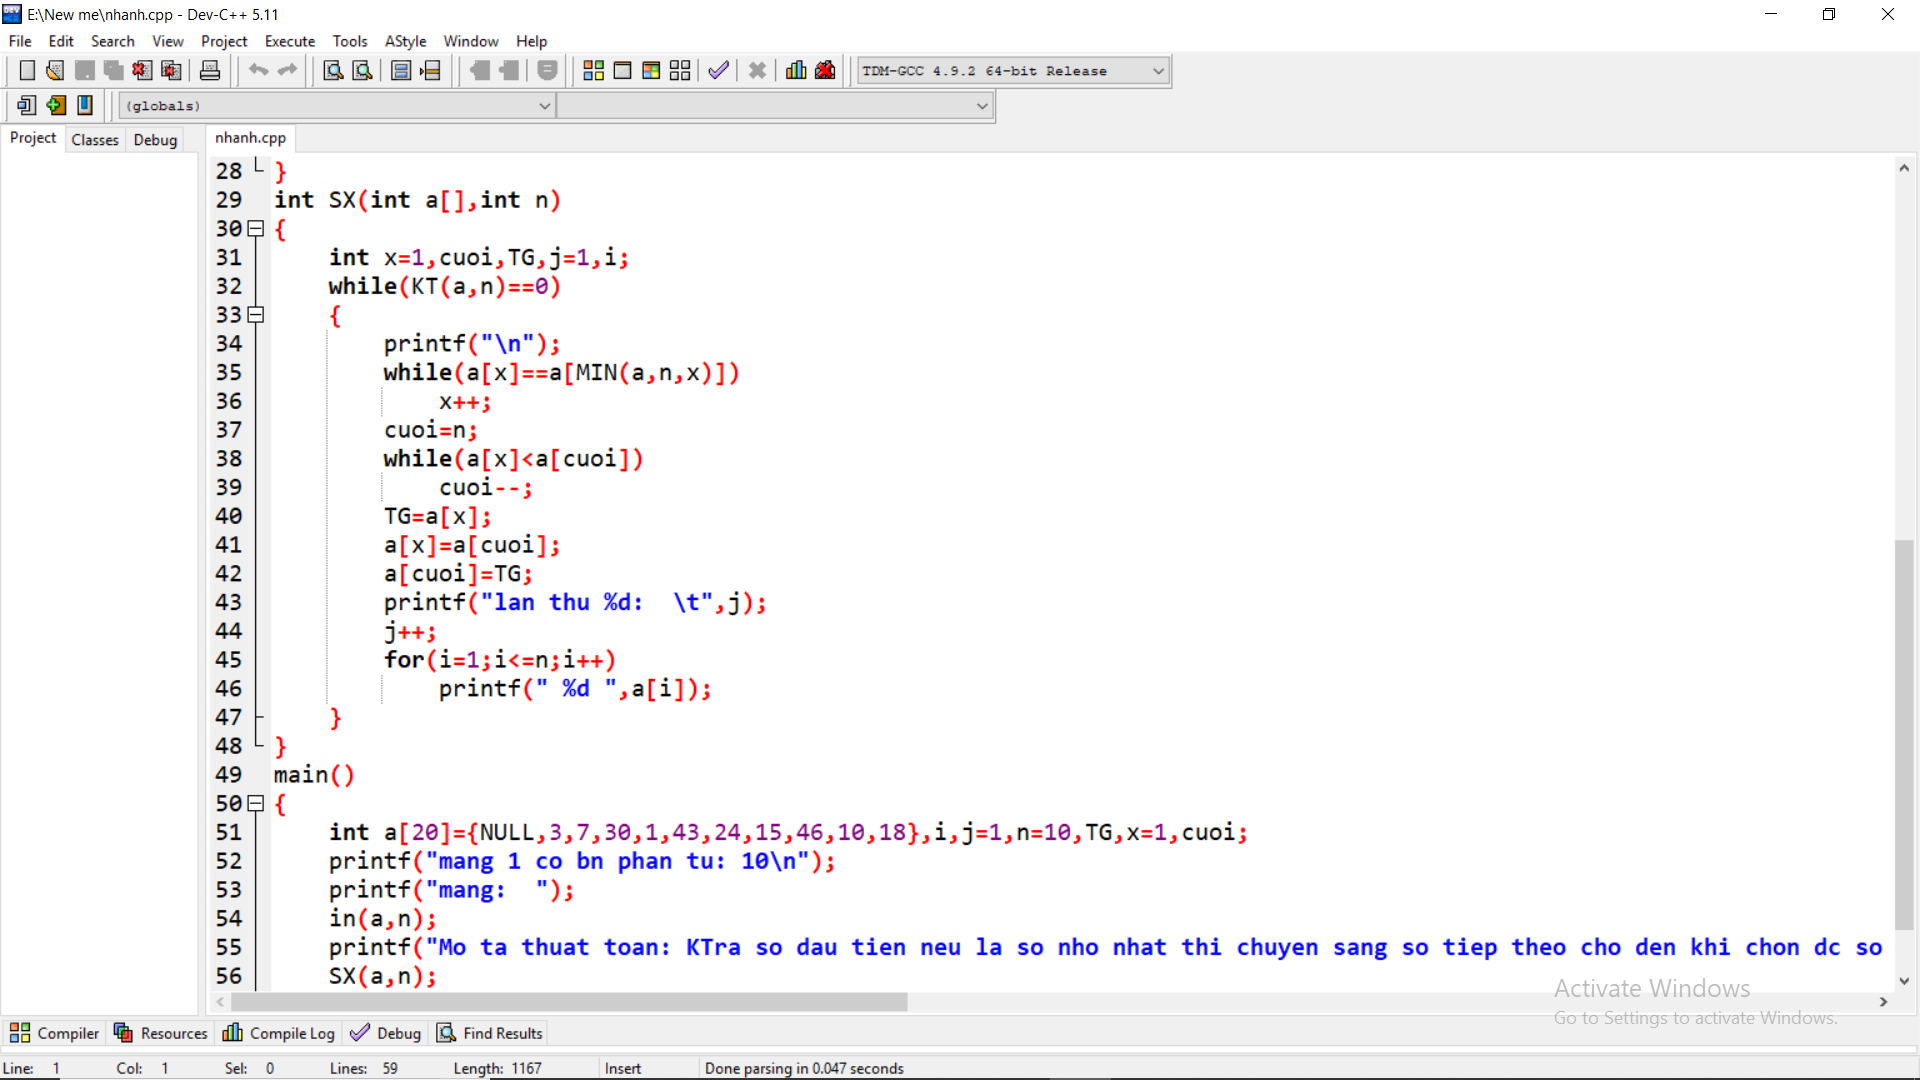 E:\New me\nhanh.cpp - Dev-C++ 5.11
File Edit Search View Project Execute Tools AStyle Window Help
TDM-GCC 4.9.2 64-bit Release
(globals)
Project Classes Debug nhanh.cpp
28 }
29 int SX(int a[],int n)
30 {
31 int x=1,cuoi,TG,j=1,i;
32 while(KT(a,n)==0)
33 {
34 printf("\n");
35 while(a[x]==a[MIN(a,n,x)])
36 x++;
37 cuoi=n;
38 while(a[x]<a[cuoi])
39 cuoi--;
40 TG=a[x];
41 a[x]=a[cuoi];
42 a[cuoi]=TG;
43 printf("lan thu %d:  \t",j);
44 j++;
45 for(i=1;i<=n;i++)
46 printf(" %d ",a[i]);
47 }
48 }
49 main()
50 {
51 int a[20]={NULL,3,7,30,1,43,24,15,46,10,18},i,j=1,n=10,TG,x=1,cuoi;
52 printf("mang 1 co bn phan tu: 10\n");
53 printf("mang:  ");
54 in(a,n);
55 printf("Mo ta thuat toan: KTra so dau tien neu la so nho nhat thi chuyen sang so tiep theo cho den khi chon dc so
56 SX(a,n);
Activate Windows
Go to Settings to activate Windows.
Compiler Resources Compile Log Debug Find Results
Line: 1 Col: 1 Sel: 0 Lines: 59 Length: 1167 Insert Done parsing in 0.047 seconds